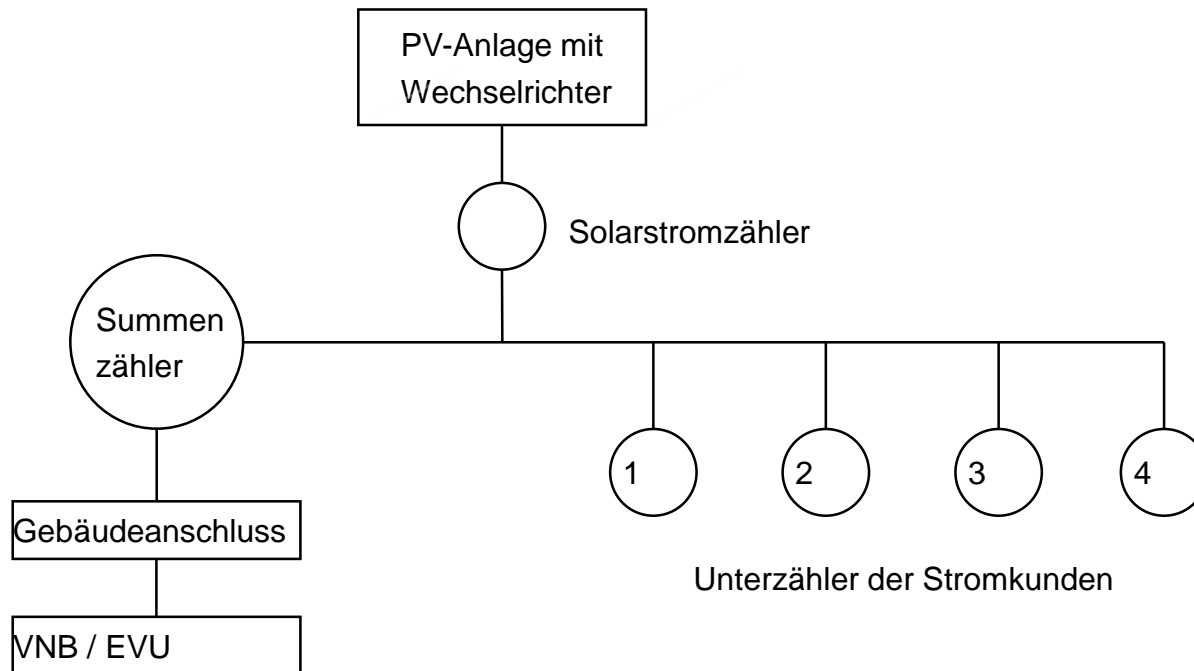 PV-Anlage mit
Wechselrichter
Solarstromzähler
Summen
zähler
1
2
3
4
Gebäudeanschluss
Unterzähler der Stromkunden
VNB / EVU